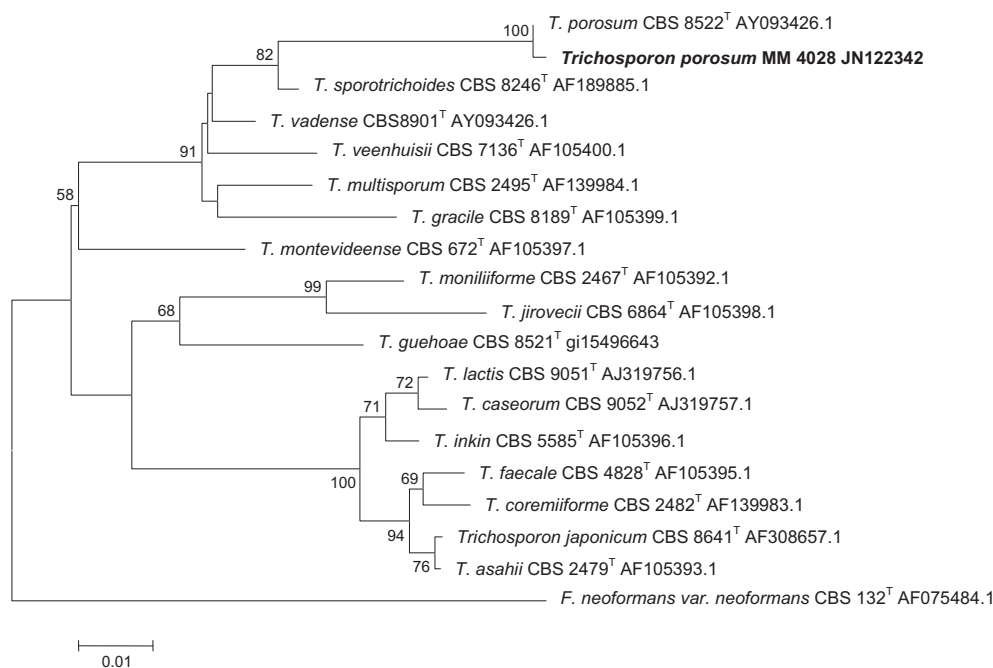 T. porosum CBS 8522ᵀ AY093426.1
100
Trichosporon porosum MM 4028 JN122342
82
T. sporotrichoides CBS 8246ᵀ AF189885.1
T. vadense CBS8901ᵀ AY093426.1
91
T. veenhuisii CBS 7136ᵀ AF105400.1
T. multisporum CBS 2495ᵀ AF139984.1
58
T. gracile CBS 8189ᵀ AF105399.1
T. montevideense CBS 672ᵀ AF105397.1
T. moniliiforme CBS 2467ᵀ AF105392.1
99
T. jirovecii CBS 6864ᵀ AF105398.1
68
T. guehoae CBS 8521ᵀ gi15496643
T. lactis CBS 9051ᵀ AJ319756.1
72
T. caseorum CBS 9052ᵀ AJ319757.1
71
T. inkin CBS 5585ᵀ AF105396.1
T. faecale CBS 4828ᵀ AF105395.1
69
100
T. coremiiforme CBS 2482ᵀ AF139983.1
94
Trichosporon japonicum CBS 8641ᵀ AF308657.1
76
T. asahii CBS 2479ᵀ AF105393.1
F. neoformans var. neoformans CBS 132ᵀ AF075484.1
0.01